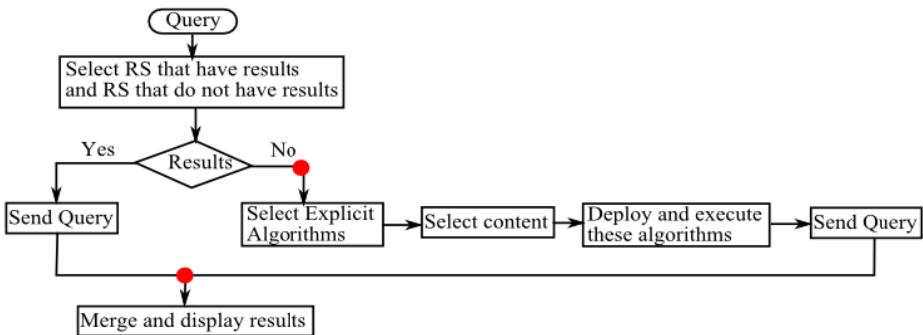 Query
Select RS that have results
and RS that do not have results
Yes
Results
No
Send Query
Select Explicit
Algorithms
Select content
Deploy and execute
these algorithms
Send Query
Merge and display results